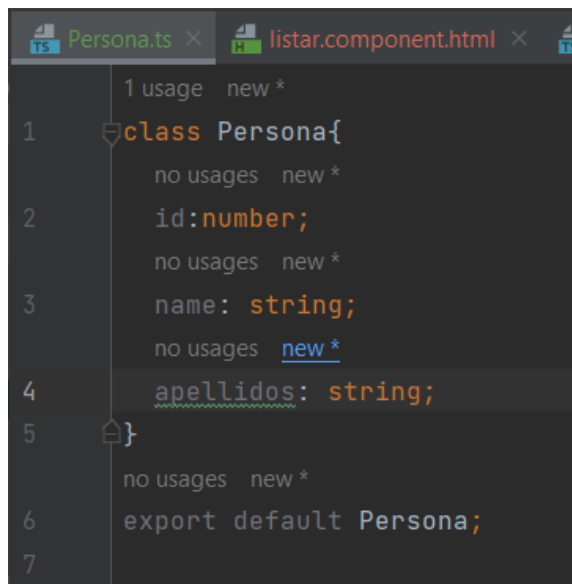 TS Persona.ts × H listar.component.html × TS
1 usage new *
1 class Persona{
no usages new *
2 id:number;
no usages new *
3 name: string;
no usages new *
4 apellidos: string;
5 }
no usages new *
6 export default Persona;
7